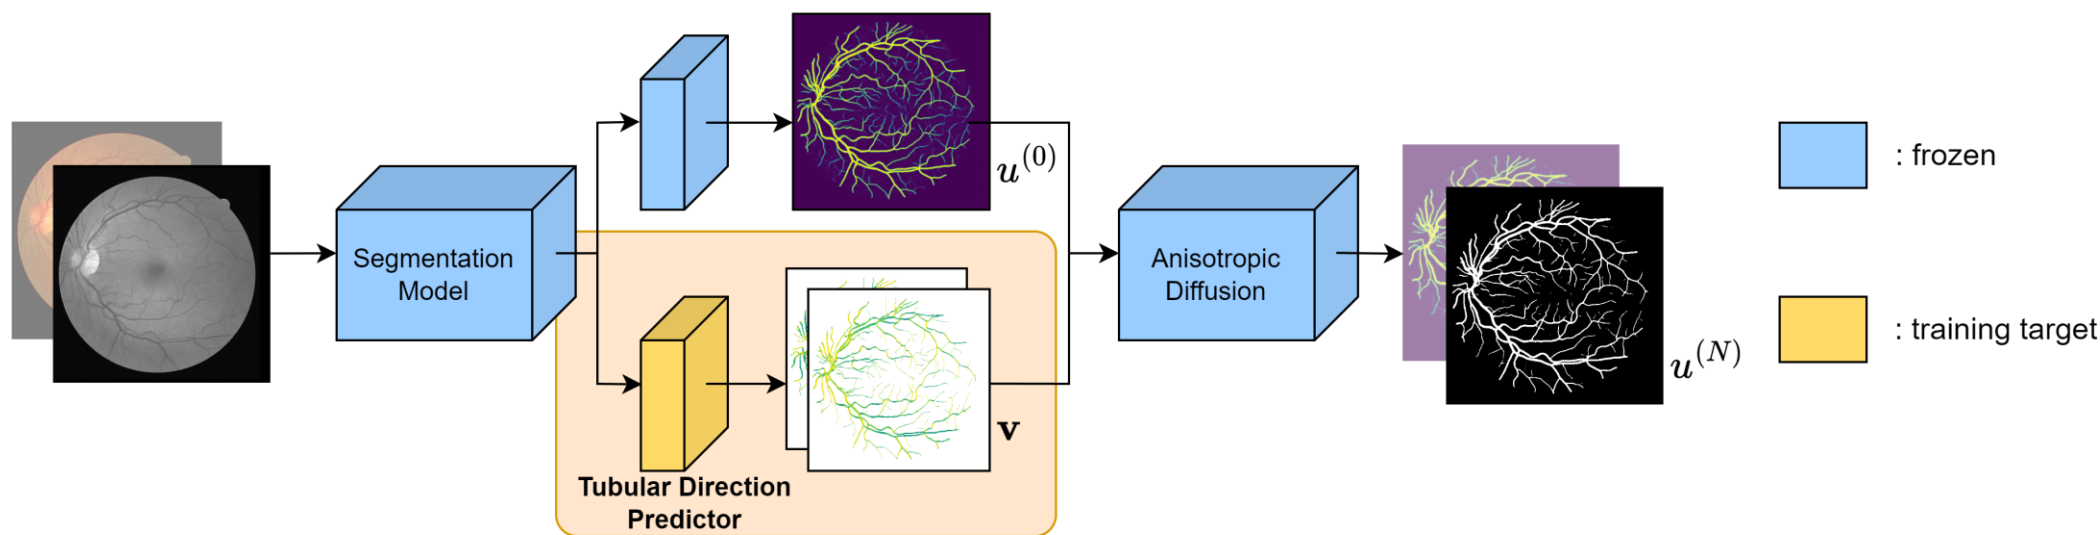 Segmentation
Model
u^{(0)}
Tubular Direction
Predictor
v
Anisotropic
Diffusion
u^{(N)}
: frozen
: training target